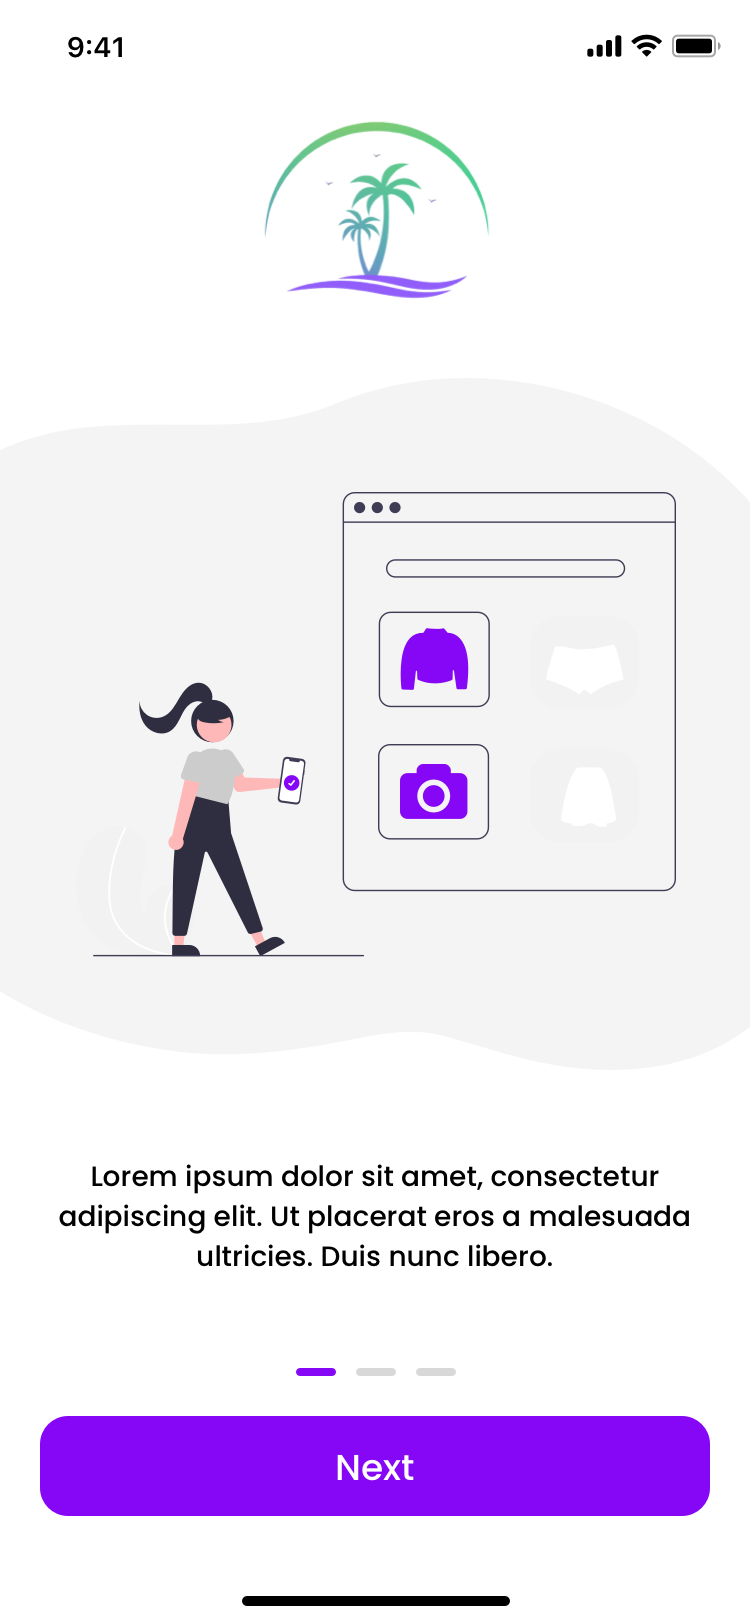 9:41
Lorem ipsum dolor sit amet, consectetur
adipiscing elit. Ut placerat eros a malesuada
ultricies. Duis nunc libero.
Next